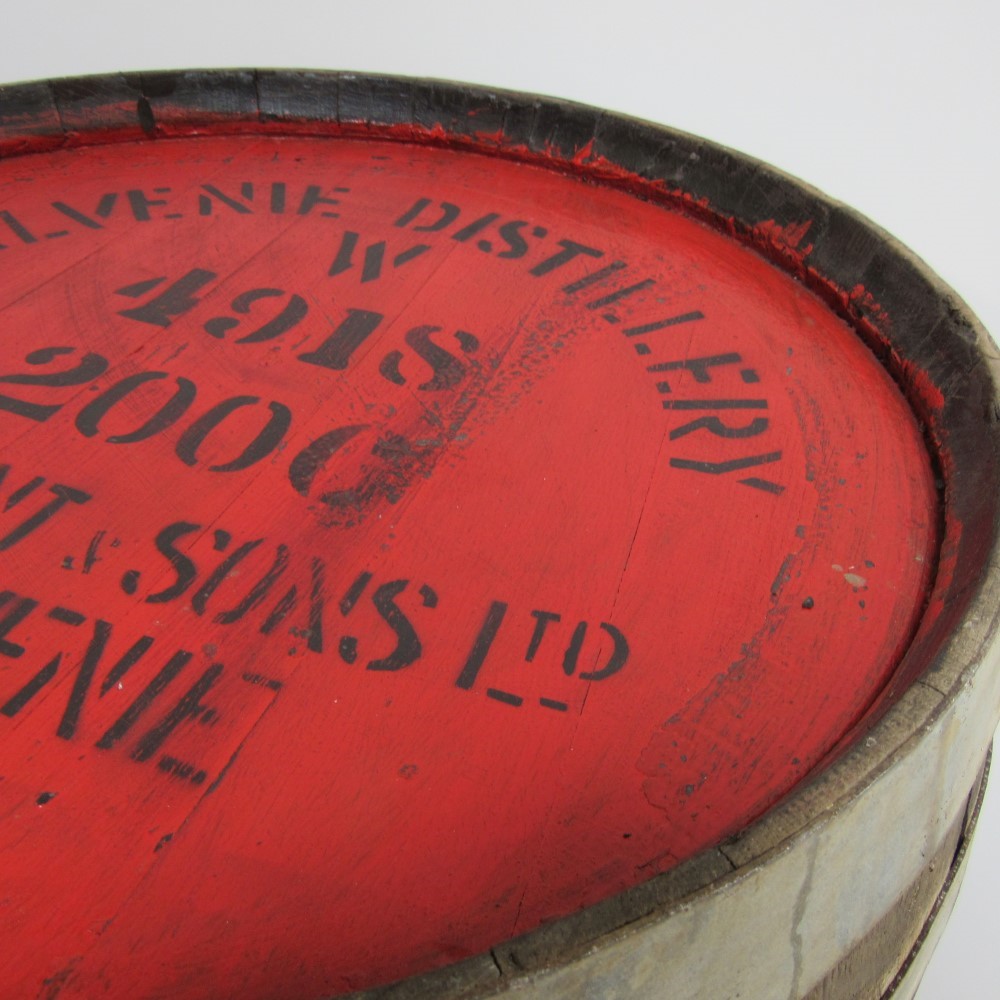 LVENIE DISTILLERY
W
4918
2006
NT & SONS LTD
ENIE